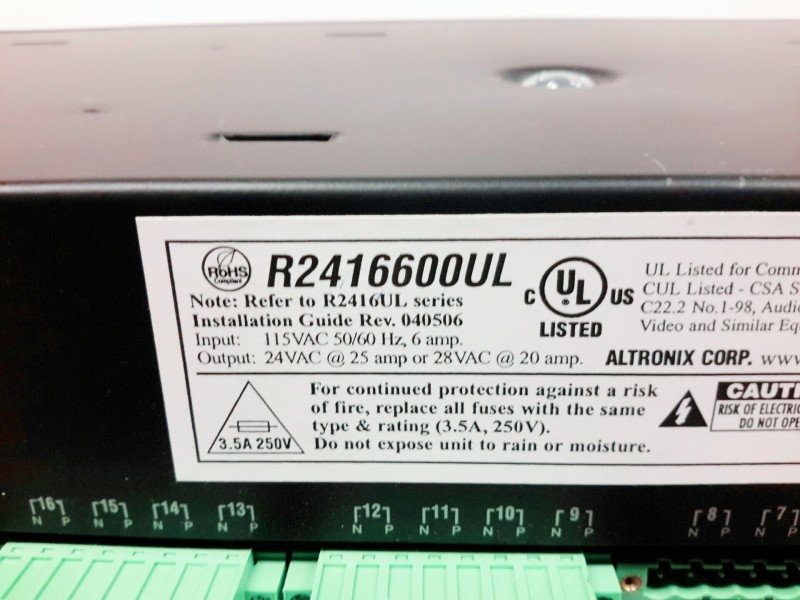 RoHS
Compliant
R2416600UL
Note: Refer to R2416UL series
Installation Guide Rev. 040506
Input: 115VAC 50/60 Hz, 6 amp.
Output: 24VAC @ 25 amp or 28VAC @ 20 amp.
C UL US
LISTED
UL Listed for Comm
CUL Listed - CSA S
C22.2 No.1-98, Audio
Video and Similar Eq
ALTRONIX CORP. www.
3.5A 250V
For continued protection against a risk
of fire, replace all fuses with the same
type & rating (3.5A, 250V).
Do not expose unit to rain or moisture.
CAUTI
RISK OF ELECTRIC
DO NOT OPE
16 15 14 13 12 11 10 9 8 7
N P N P N P N P N P N P N P N P N P N P